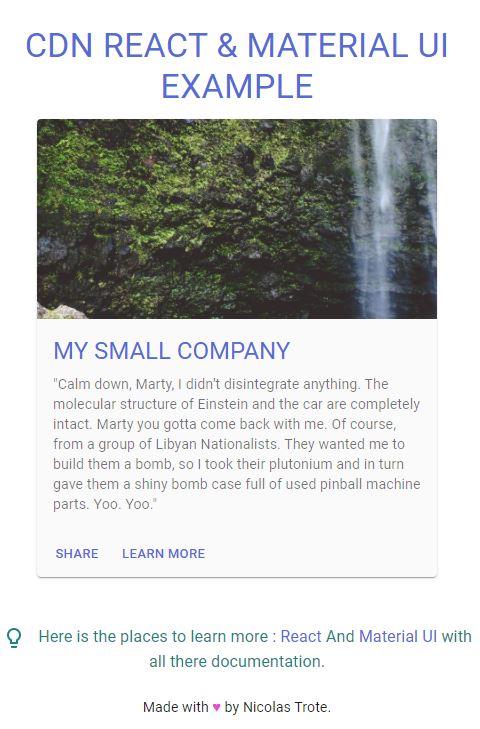 CDN REACT & MATERIAL UI
EXAMPLE
MY SMALL COMPANY
"Calm down, Marty, I didn't disintegrate anything. The
molecular structure of Einstein and the car are completely
intact. Marty you gotta come back with me. Of course,
from a group of Libyan Nationalists. They wanted me to
build them a bomb, so I took their plutonium and in turn
gave them a shiny bomb case full of used pinball machine
parts. Yoo. Yoo."
SHARE LEARN MORE
Here is the places to learn more : React And Material UI with
all there documentation.
Made with ♥ by Nicolas Trote.